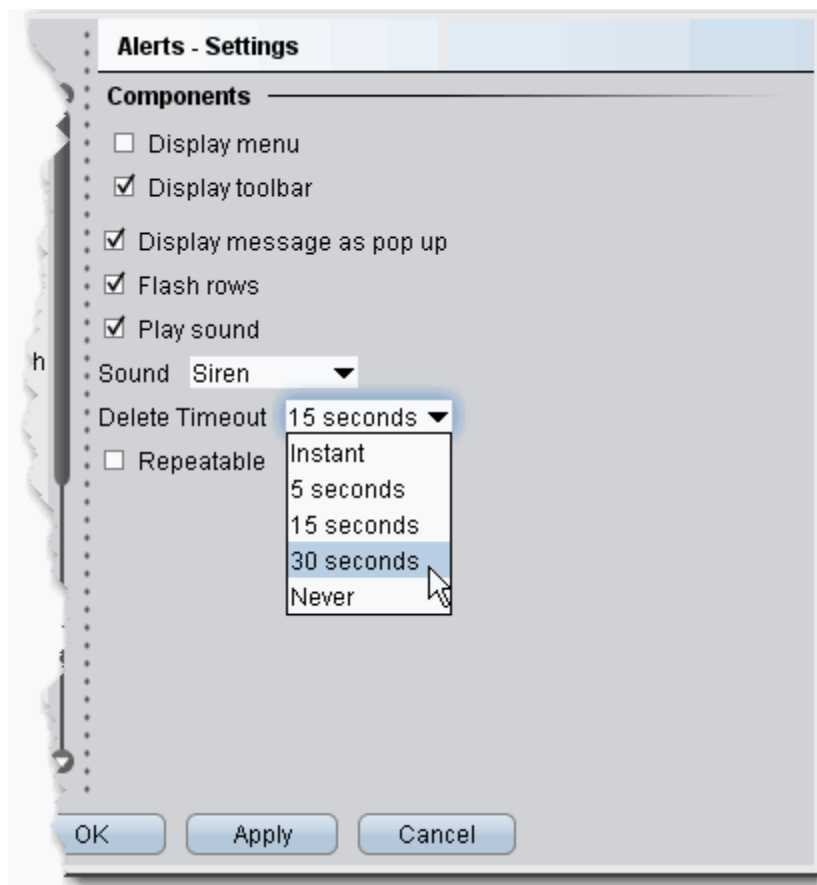 Alerts - Settings
Components
Display menu
Display toolbar
Display message as pop up
Flash rows
Play sound
h
Sound Siren
Delete Timeout 15 seconds
Repeatable
Instant
5 seconds
15 seconds
30 seconds
Never
OK Apply Cancel